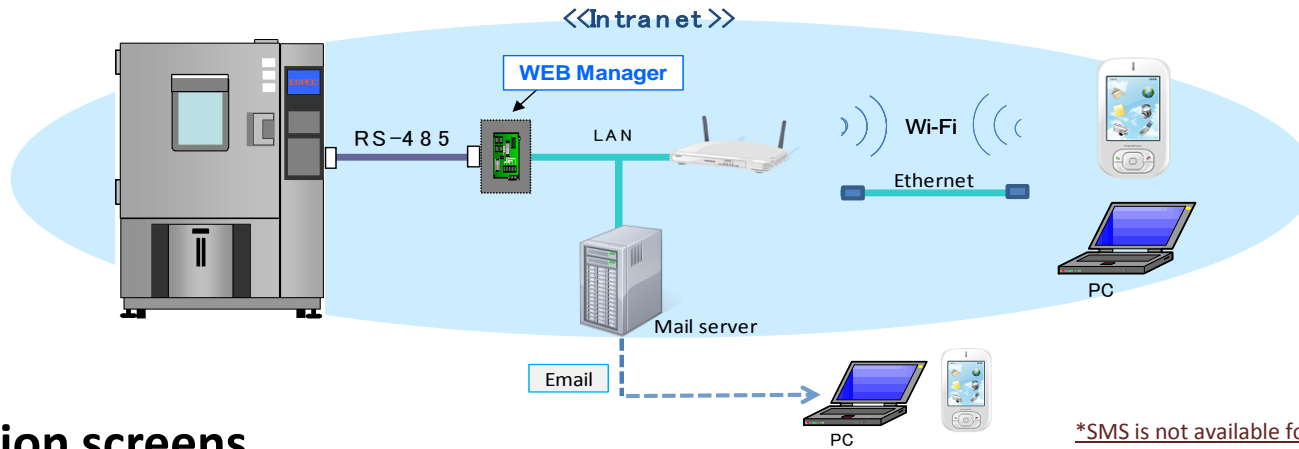 <<Intranet>>
WEB Manager
ESPEC
RS-485
LAN
Wi-Fi
Ethernet
PC
Mail server
Email
PC
*SMS is not available fo
ion screens